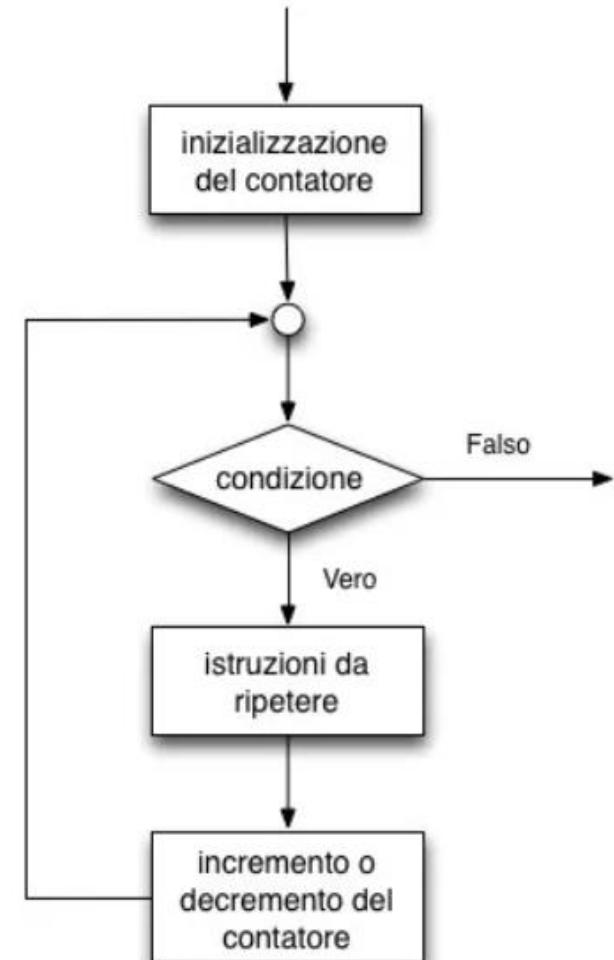 inizializzazione
del contatore
condizione
Falso
Vero
istruzioni da
ripetere
incremento o
decremento del
contatore